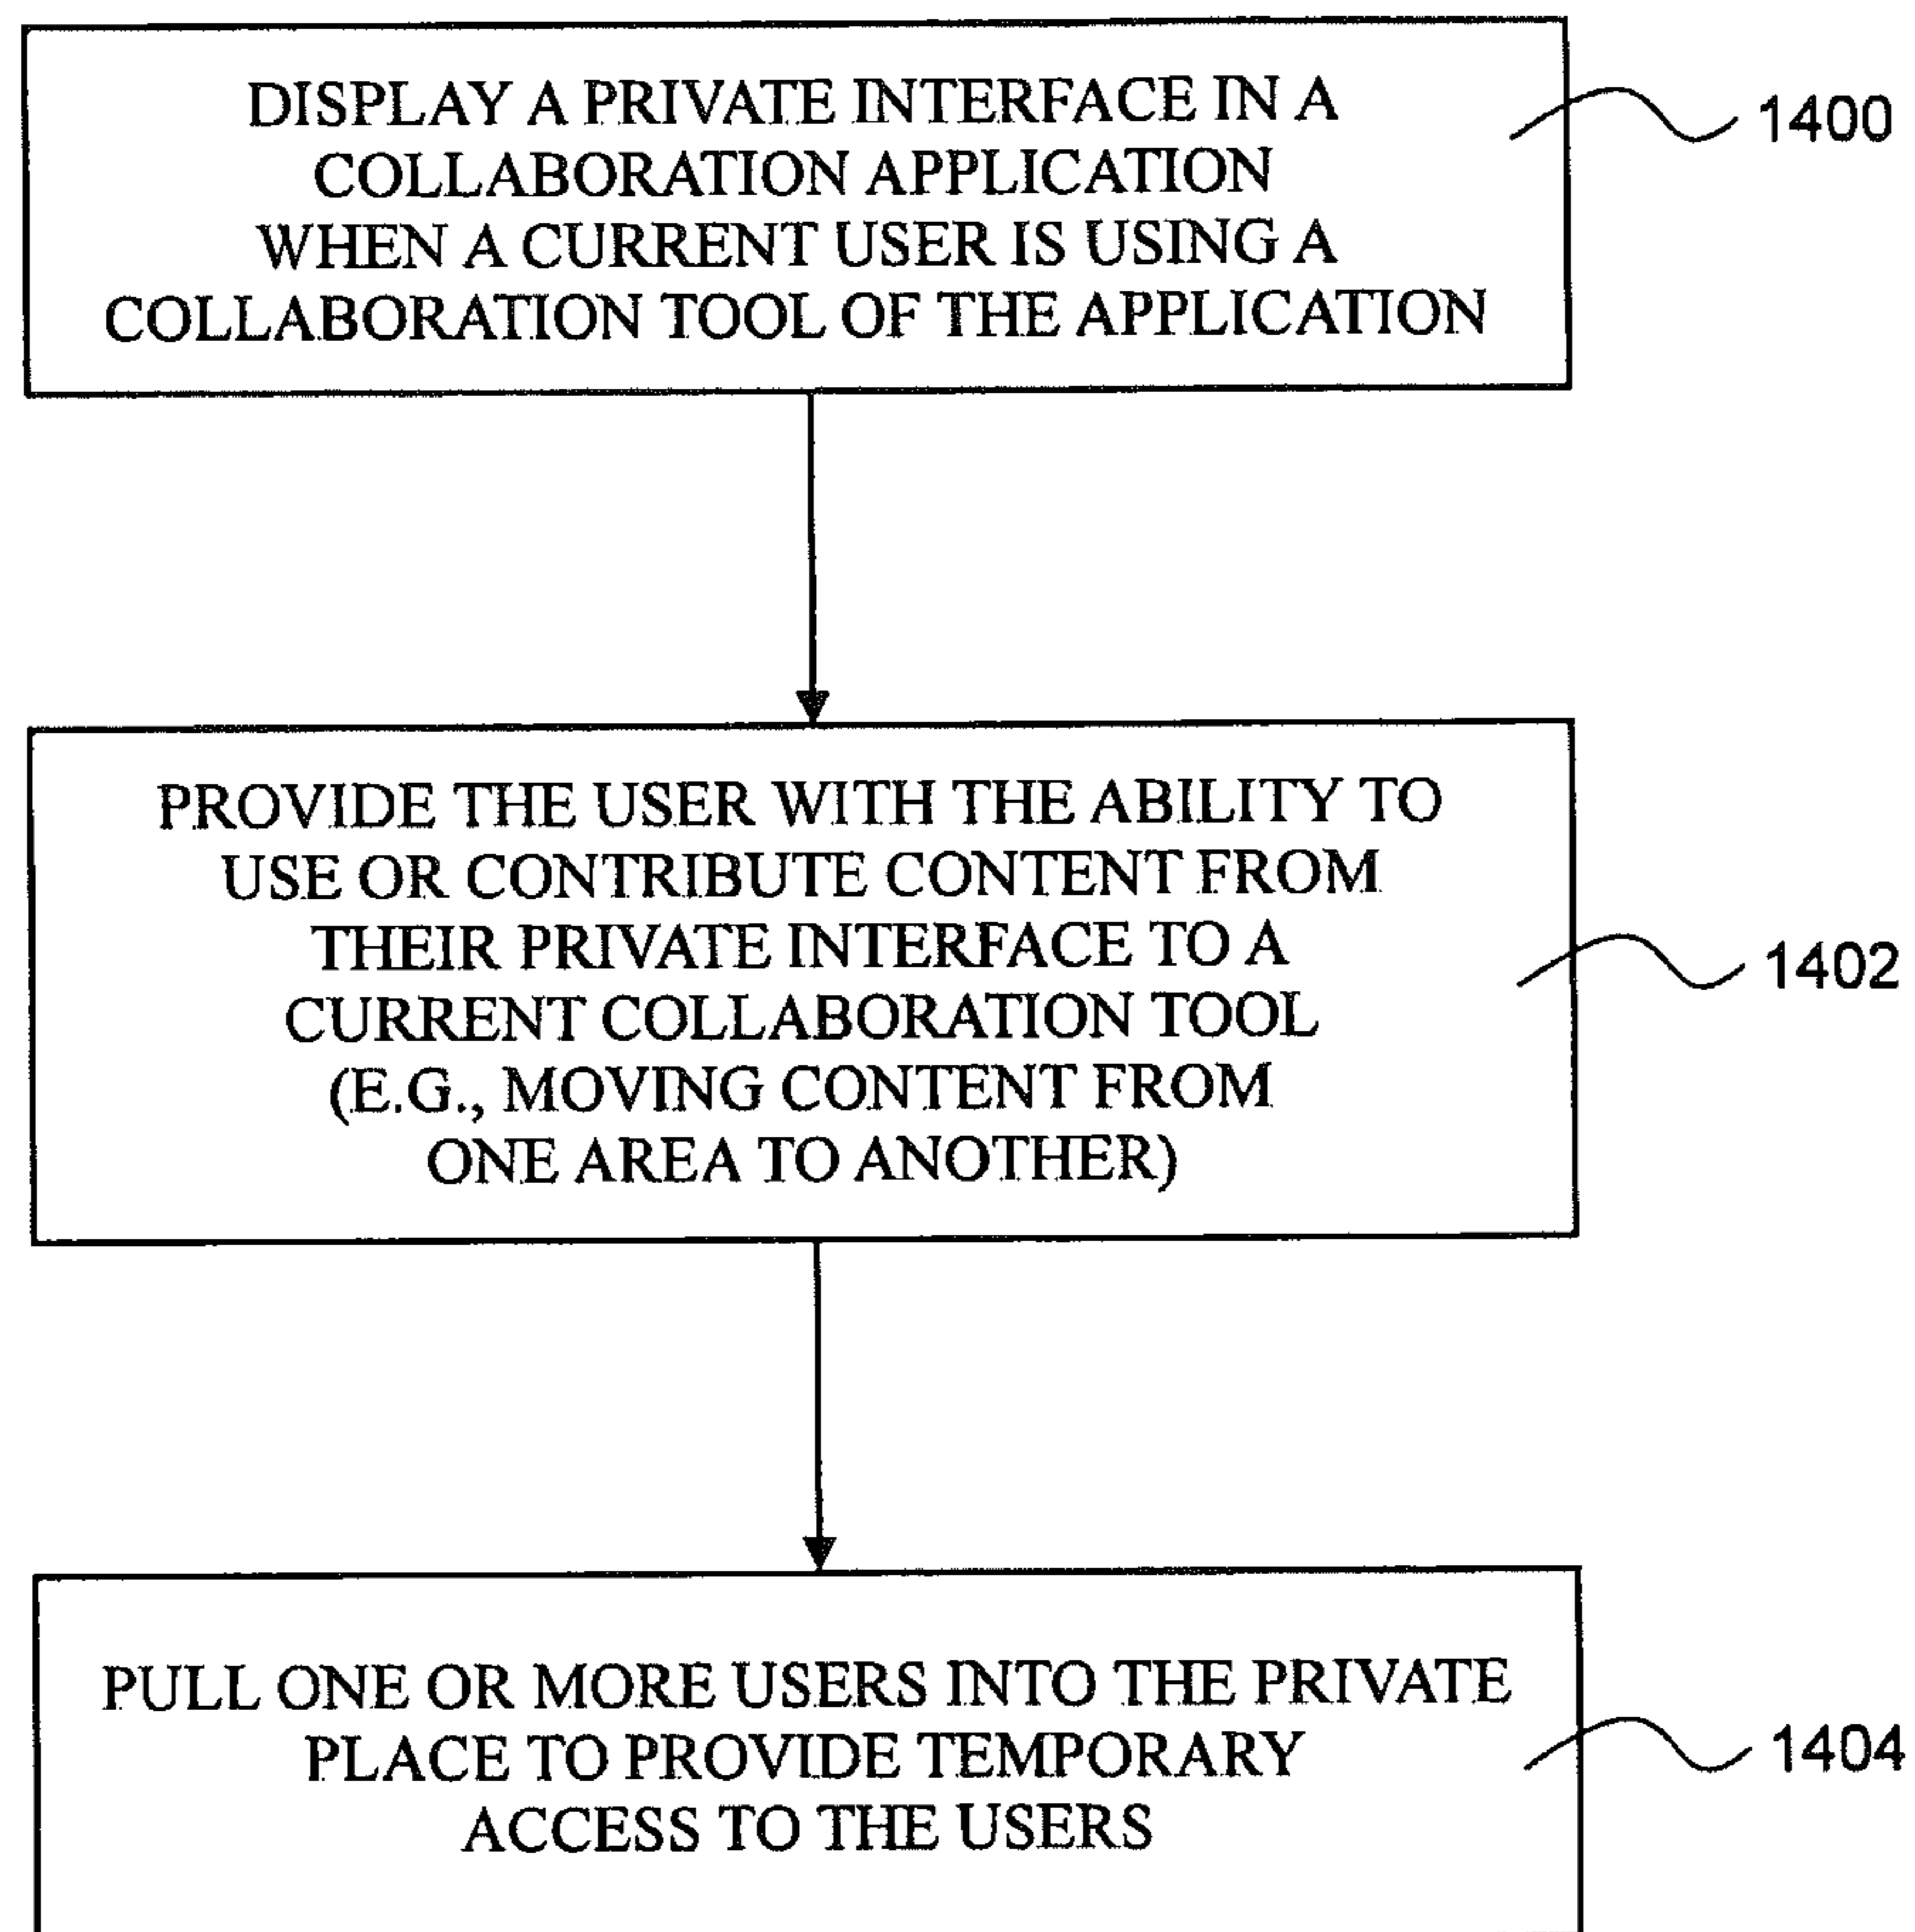 DISPLAY A PRIVATE INTERFACE IN A
COLLABORATION APPLICATION
WHEN A CURRENT USER IS USING A
COLLABORATION TOOL OF THE APPLICATION
1400
PROVIDE THE USER WITH THE ABILITY TO
USE OR CONTRIBUTE CONTENT FROM
THEIR PRIVATE INTERFACE TO A
CURRENT COLLABORATION TOOL
(E.G., MOVING CONTENT FROM
ONE AREA TO ANOTHER)
1402
PULL ONE OR MORE USERS INTO THE PRIVATE
PLACE TO PROVIDE TEMPORARY
ACCESS TO THE USERS
1404